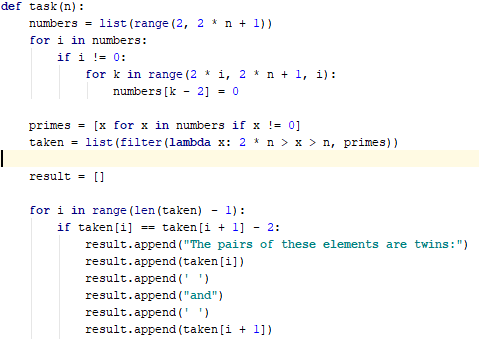 def task(n):
    numbers = list(range(2, 2 * n + 1))
    for i in numbers:
        if i != 0:
            for k in range(2 * i, 2 * n + 1, i):
                numbers[k - 2] = 0
    primes = [x for x in numbers if x != 0]
    taken = list(filter(lambda x: 2 * n > x > n, primes))
    result = []
    for i in range(len(taken) - 1):
        if taken[i] == taken[i + 1] - 2:
            result.append("The pairs of these elements are twins:")
            result.append(taken[i])
            result.append(' ')
            result.append("and")
            result.append(' ')
            result.append(taken[i + 1])